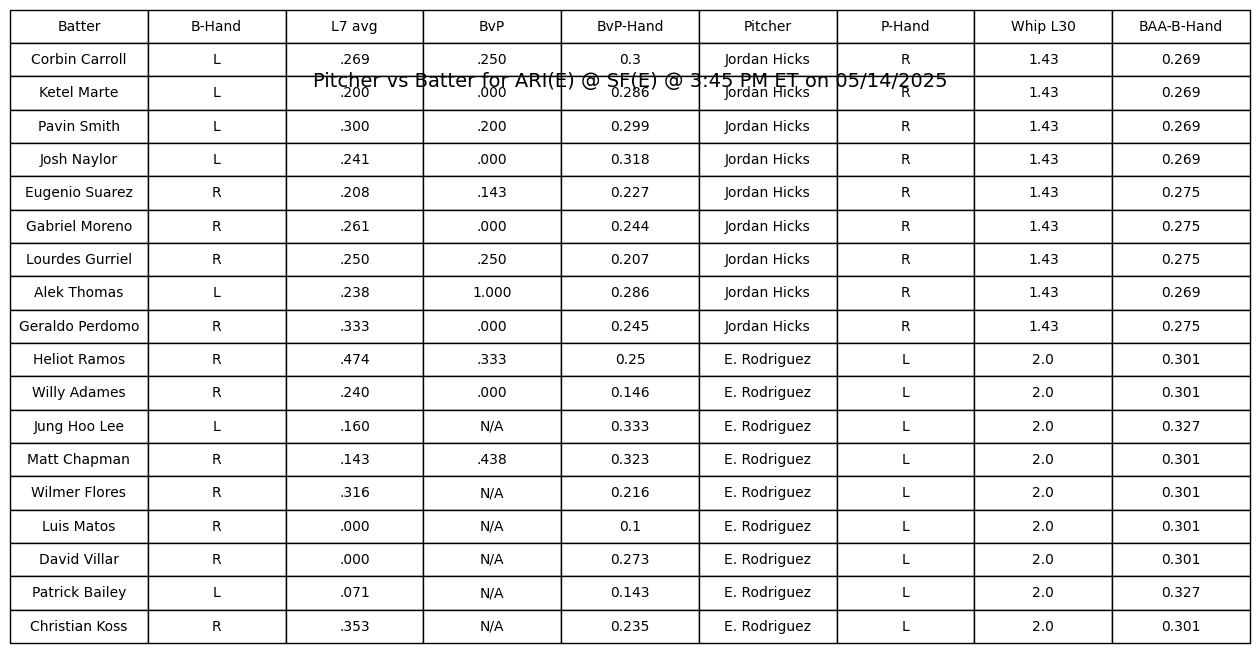 Batter B-Hand L7 avg BvP BvP-Hand Pitcher P-Hand Whip L30 BAA-B-Hand
Corbin Carroll L .269 .250 0.3 Jordan Hicks R 1.43 0.269
Pitcher vs Batter for ARI(E) @ SF(E) @ 3:45 PM ET on 05/14/2025
Ketel Marte L .200 .000 0.286 Jordan Hicks R 1.43 0.269
Pavin Smith L .300 .200 0.299 Jordan Hicks R 1.43 0.269
Josh Naylor L .241 .000 0.318 Jordan Hicks R 1.43 0.269
Eugenio Suarez R .208 .143 0.227 Jordan Hicks R 1.43 0.275
Gabriel Moreno R .261 .000 0.244 Jordan Hicks R 1.43 0.275
Lourdes Gurriel R .250 .250 0.207 Jordan Hicks R 1.43 0.275
Alek Thomas L .238 1.000 0.286 Jordan Hicks R 1.43 0.269
Geraldo Perdomo R .333 .000 0.245 Jordan Hicks R 1.43 0.275
Heliot Ramos R .474 .333 0.25 E. Rodriguez L 2.0 0.301
Willy Adames R .240 .000 0.146 E. Rodriguez L 2.0 0.301
Jung Hoo Lee L .160 N/A 0.333 E. Rodriguez L 2.0 0.327
Matt Chapman R .143 .438 0.323 E. Rodriguez L 2.0 0.301
Wilmer Flores R .316 N/A 0.216 E. Rodriguez L 2.0 0.301
Luis Matos R .000 N/A 0.1 E. Rodriguez L 2.0 0.301
David Villar R .000 N/A 0.273 E. Rodriguez L 2.0 0.301
Patrick Bailey L .071 N/A 0.143 E. Rodriguez L 2.0 0.327
Christian Koss R .353 N/A 0.235 E. Rodriguez L 2.0 0.301